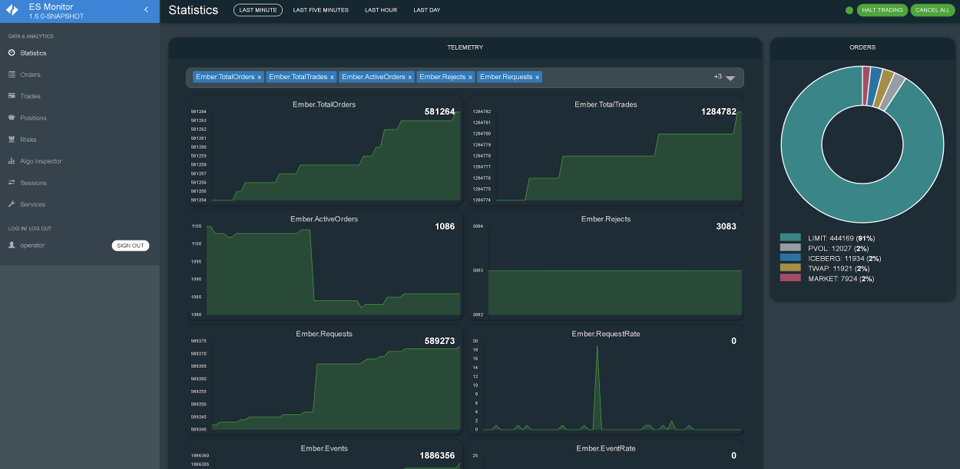 ES Monitor
1.6.0-SNAPSHOT
DATA & ANALYTICS
Statistics
Orders
Trades
Positions
Risks
Algo Inspector
Sessions
Services
LOG IN/ LOG OUT
operator
SIGN OUT
Statistics
LAST MINUTE
LAST FIVE MINUTES
LAST HOUR
LAST DAY
HALT TRADING
CANCEL ALL
TELEMETRY
Ember.TotalOrders ×
Ember.TotalTrades ×
Ember.ActiveOrders ×
Ember.Rejects ×
Ember.Requests ×
+3
Ember.TotalOrders
581264
581264
581263
581262
581261
581260
581259
581258
581257
581256
581255
581254
Ember.TotalTrades
1284782
1284782
1284781
1284780
1284779
1284778
1284776
1284775
1284774
Ember.ActiveOrders
1086
1105
1100
1095
1090
1085
1080
Ember.Rejects
3083
3084
3083
3082
Ember.Requests
589273
589275
589270
589265
589260
589255
589250
589245
589240
Ember.RequestRate
0
20
18
16
14
12
10
8
6
4
2
0
Ember.Events
1886356
1886360
1886355
Ember.EventRate
0
25
ORDERS
LIMIT: 444169 (91%)
PVOL: 12027 (2%)
ICEBERG: 11934 (2%)
TWAP: 11921 (2%)
MARKET: 7924 (2%)